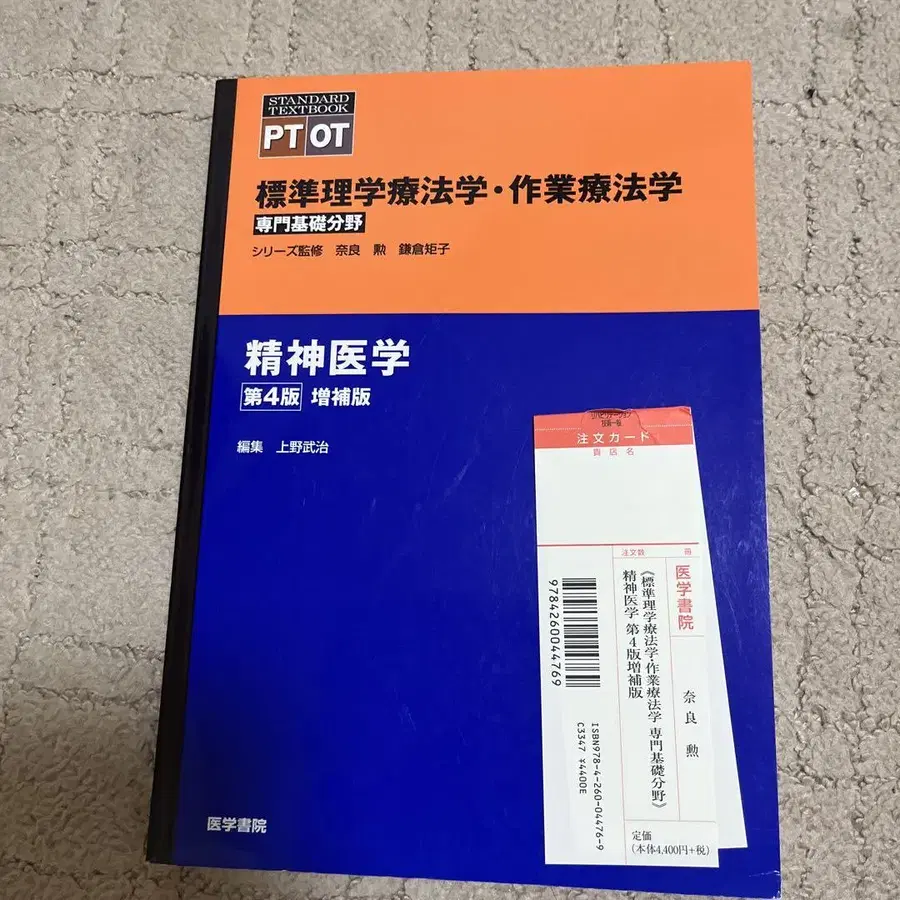 STANDARD
TEXTBOOK
PT OT
標準理学療法学・作業療法学
専門基礎分野
シリーズ監修 奈良 勲 鎌倉矩子
精神医学
第4版 増補版
編集 上野武治
医学書院
注文カード
貴店名
注文数 冊
医学書院
奈良 勲
《標準理学療法学・作業療法学 専門基礎分野》
精神医学 第4版増補版
定価
(本体4,400円+税)
9784260044769
ISBN978-4-260-04476-9
C3347 ¥4400E